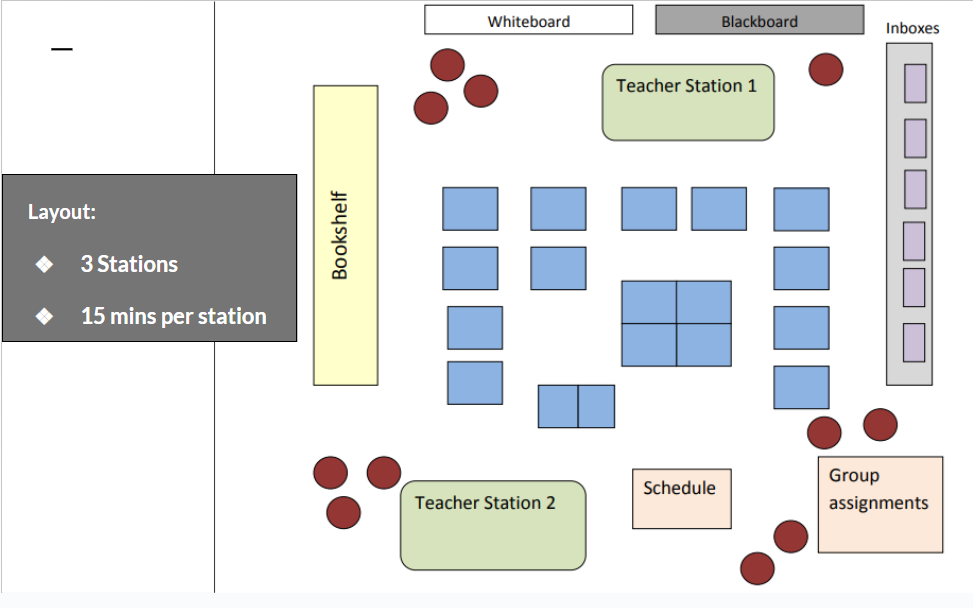 Whiteboard
Blackboard
Inboxes
Teacher Station 1
Bookshelf
Layout:
❖ 3 Stations
❖ 15 mins per station
Teacher Station 2
Schedule
Group
assignments